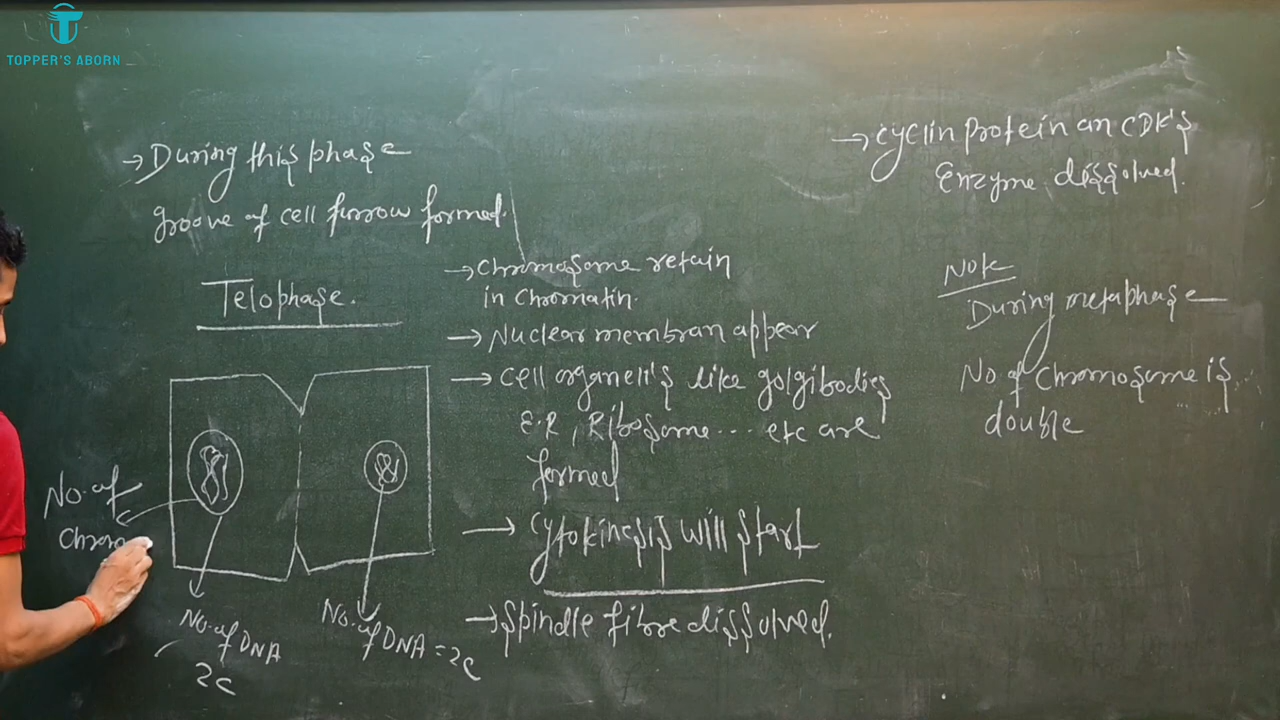 TOPPER'S ABORN
→ During this phase
groove of cell furrow formed.
Telophase.
→ Chromosome retain
in chromatin.
→ Nuclear membran appear
→ Cell organell's like golgibodies
E.R, Ribosome... etc are
formed
→ Cytokinesis will start
→ Spindle fibre dissolved.
→ Cyclin protein an CDK's
Enzyme dissolved.
Note
During metaphase
No of Chromosome is
double
No. of
Chromo
No. of DNA
2c
No. of DNA = 2c